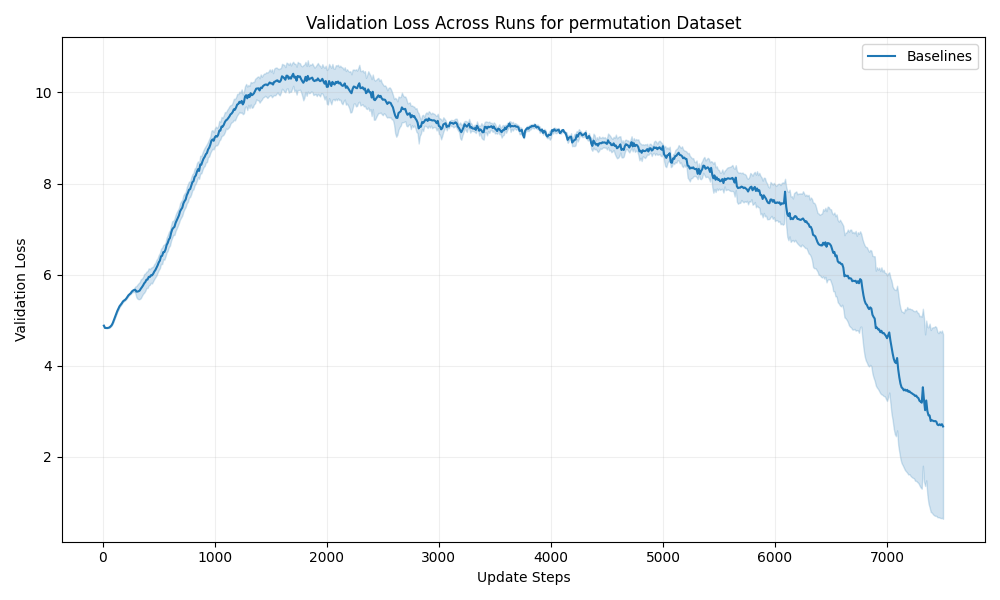 Validation Loss Across Runs for permutation Dataset
Baselines
Validation Loss
10
8
6
4
2
0 1000 2000 3000 4000 5000 6000 7000
Update Steps